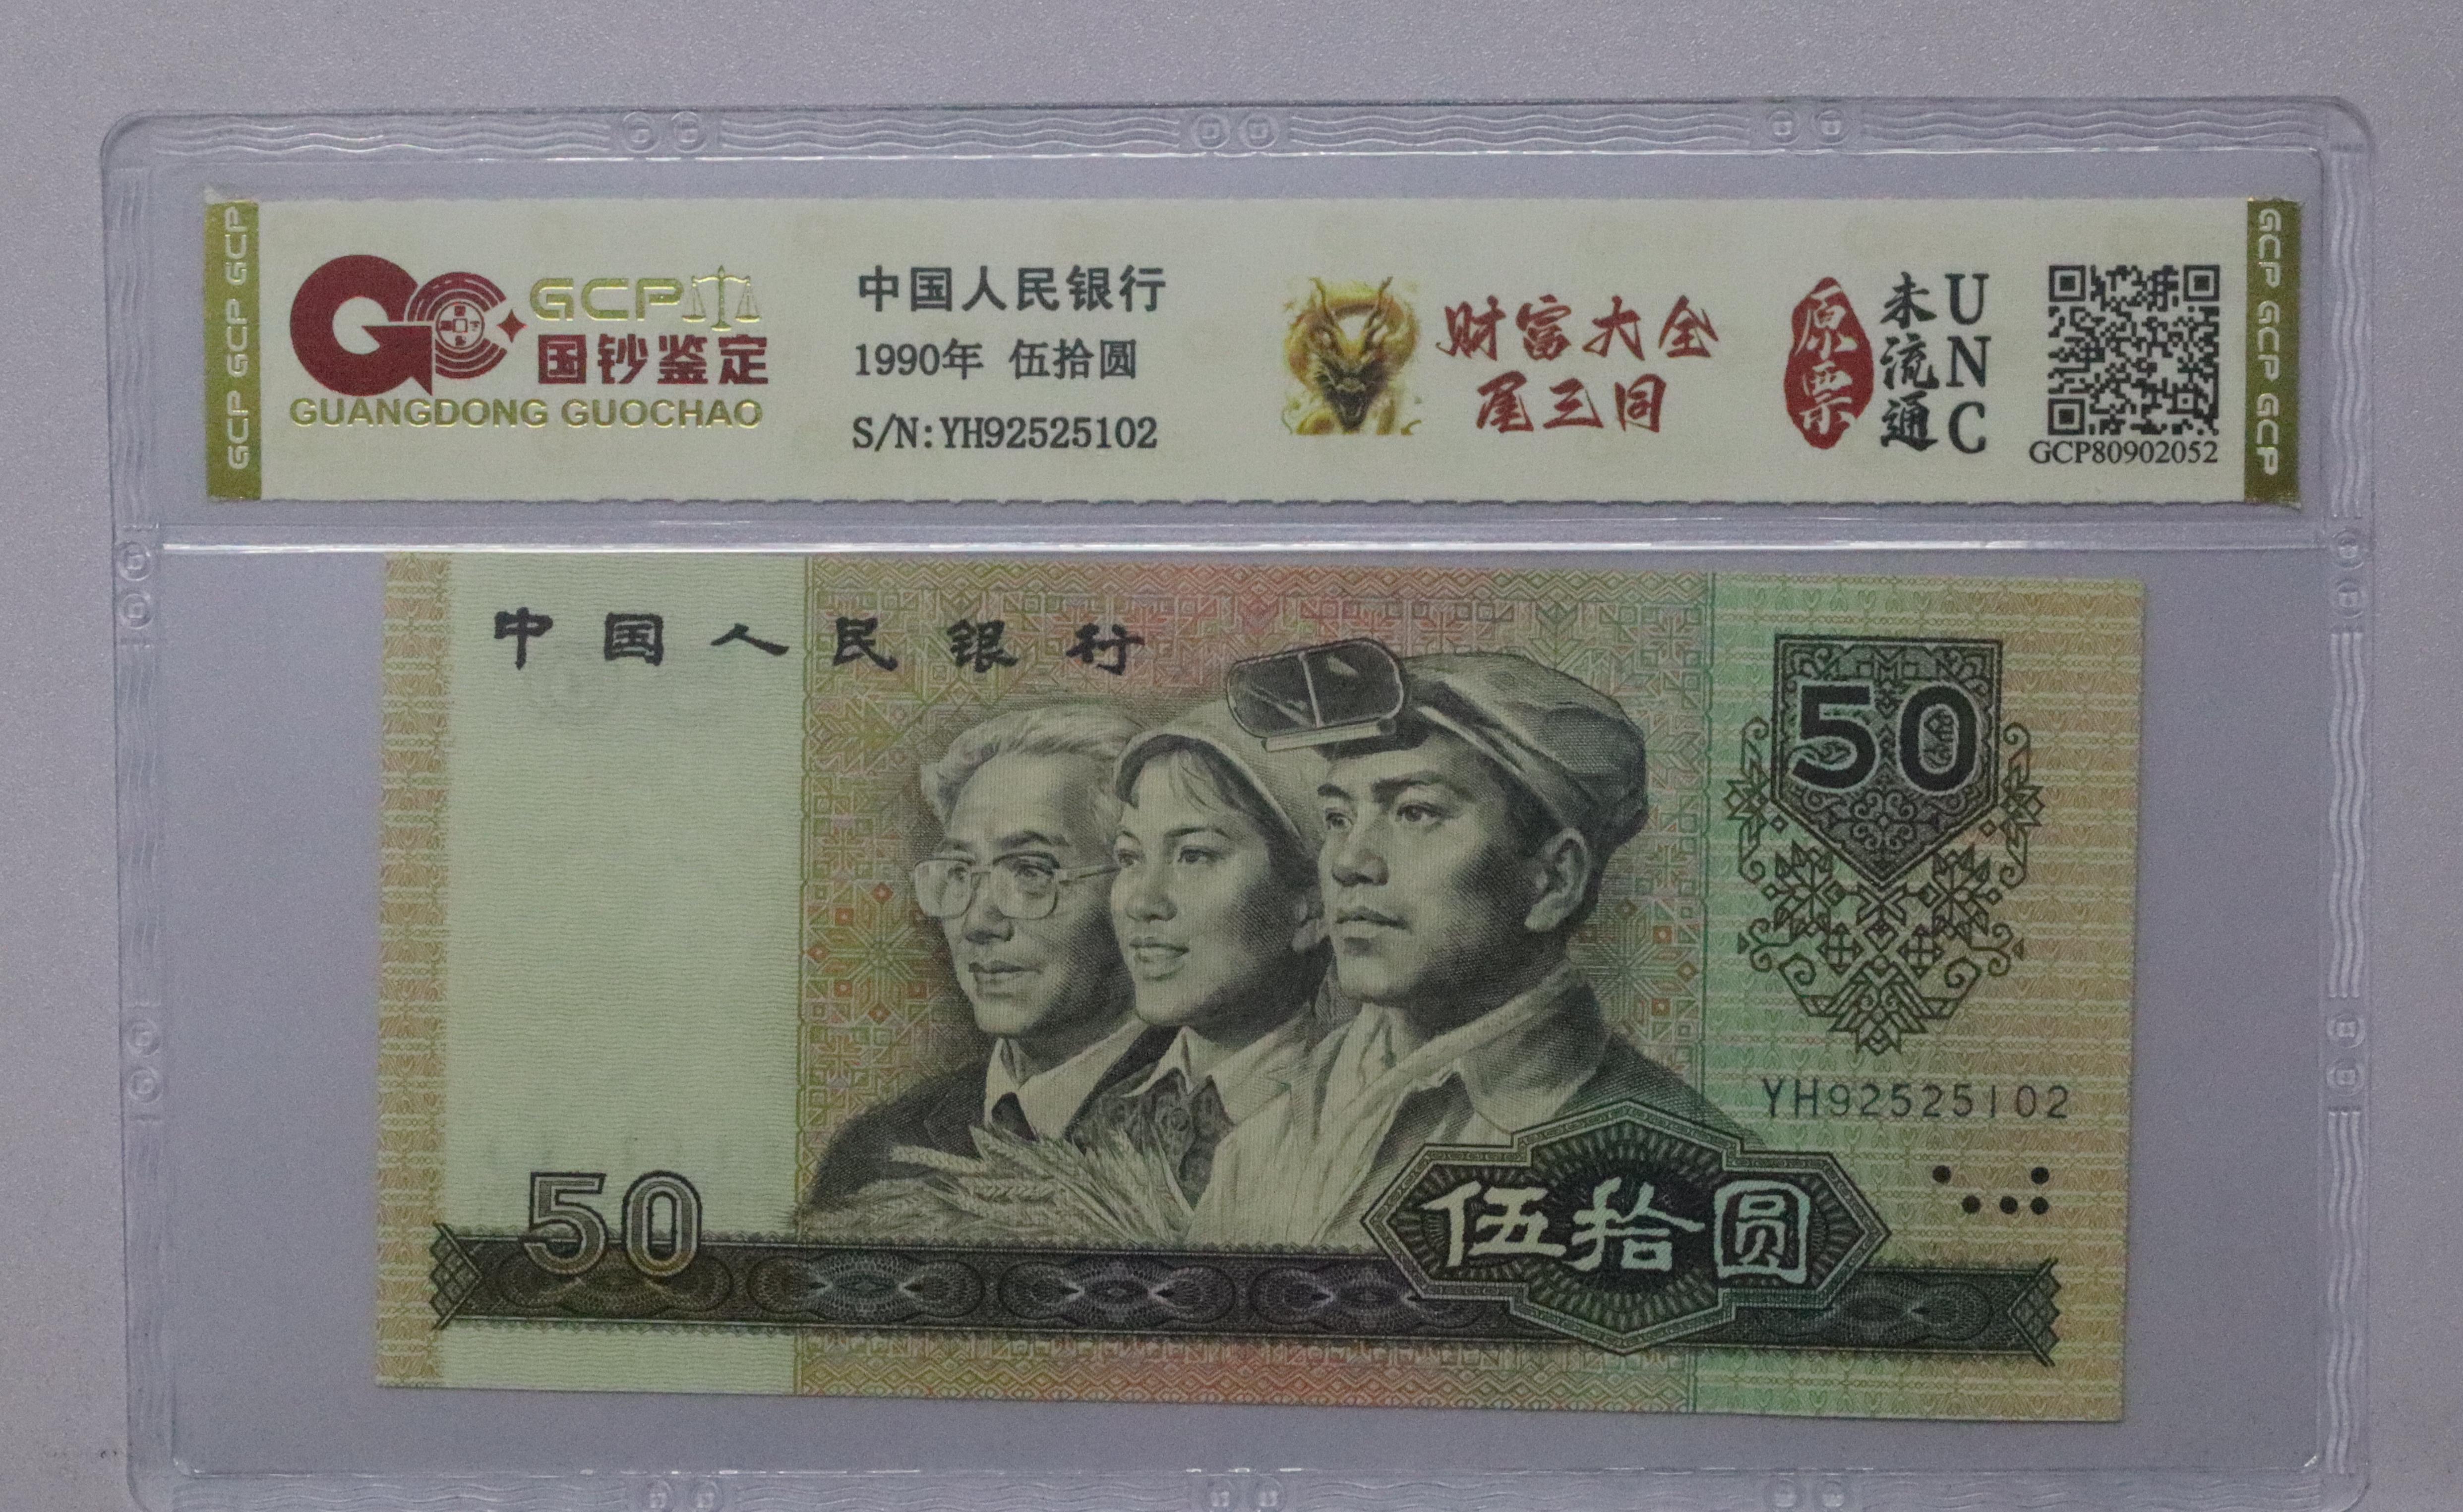 GCP GCP GCP
GCP
国钞鉴定
GUANGDONG GUOCHAO
中国人民银行
1990年 伍拾圆
S/N:YH92525102
财富大全
尾三同
原票
未流通
UNC
GCP80902052
GCP GCP GCP
中国人民银行
50
YH92525102
50
伍拾圆